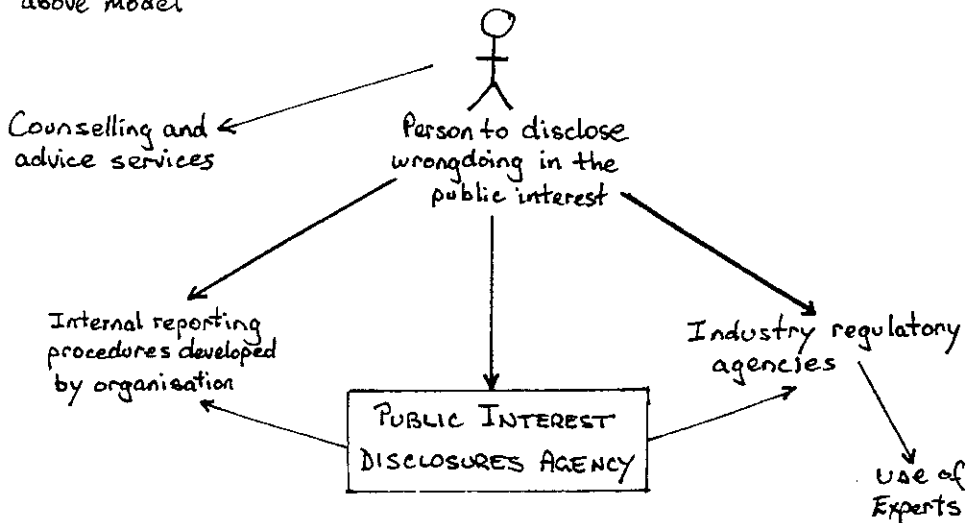 above model
Counselling and
advice services
Person to disclose
wrongdoing in the
public interest
Internal reporting
procedures developed
by organisation
Industry regulatory
agencies
PUBLIC INTEREST
DISCLOSURES AGENCY
use of
Experts